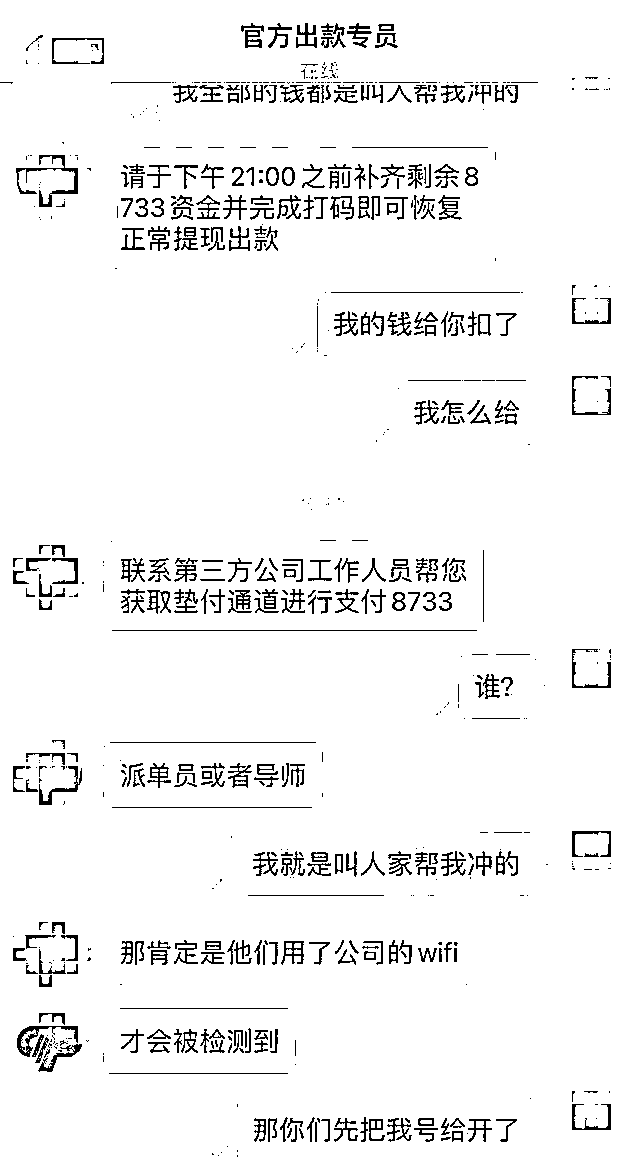 官方出款专员
在线
我全部的钱都是叫人帮我冲的
请于下午21:00之前补齐剩余8
733资金并完成打码即可恢复
正常提现出款
我的钱给你扣了
我怎么给
联系第三方公司工作人员帮您
获取垫付通道进行支付8733
谁?
派单员或者导师
我就是叫人家帮我冲的
那肯定是他们用了公司的wifi
才会被检测到
那你们先把我号给开了